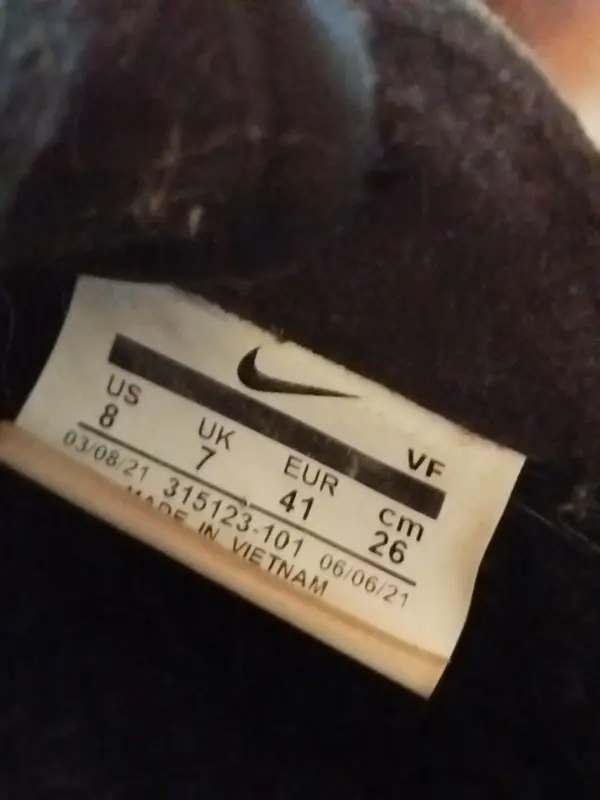 VF
US UK EUR cm
8 7 41 26
03/08/21 315123-101 06/06/21
MADE IN VIETNAM